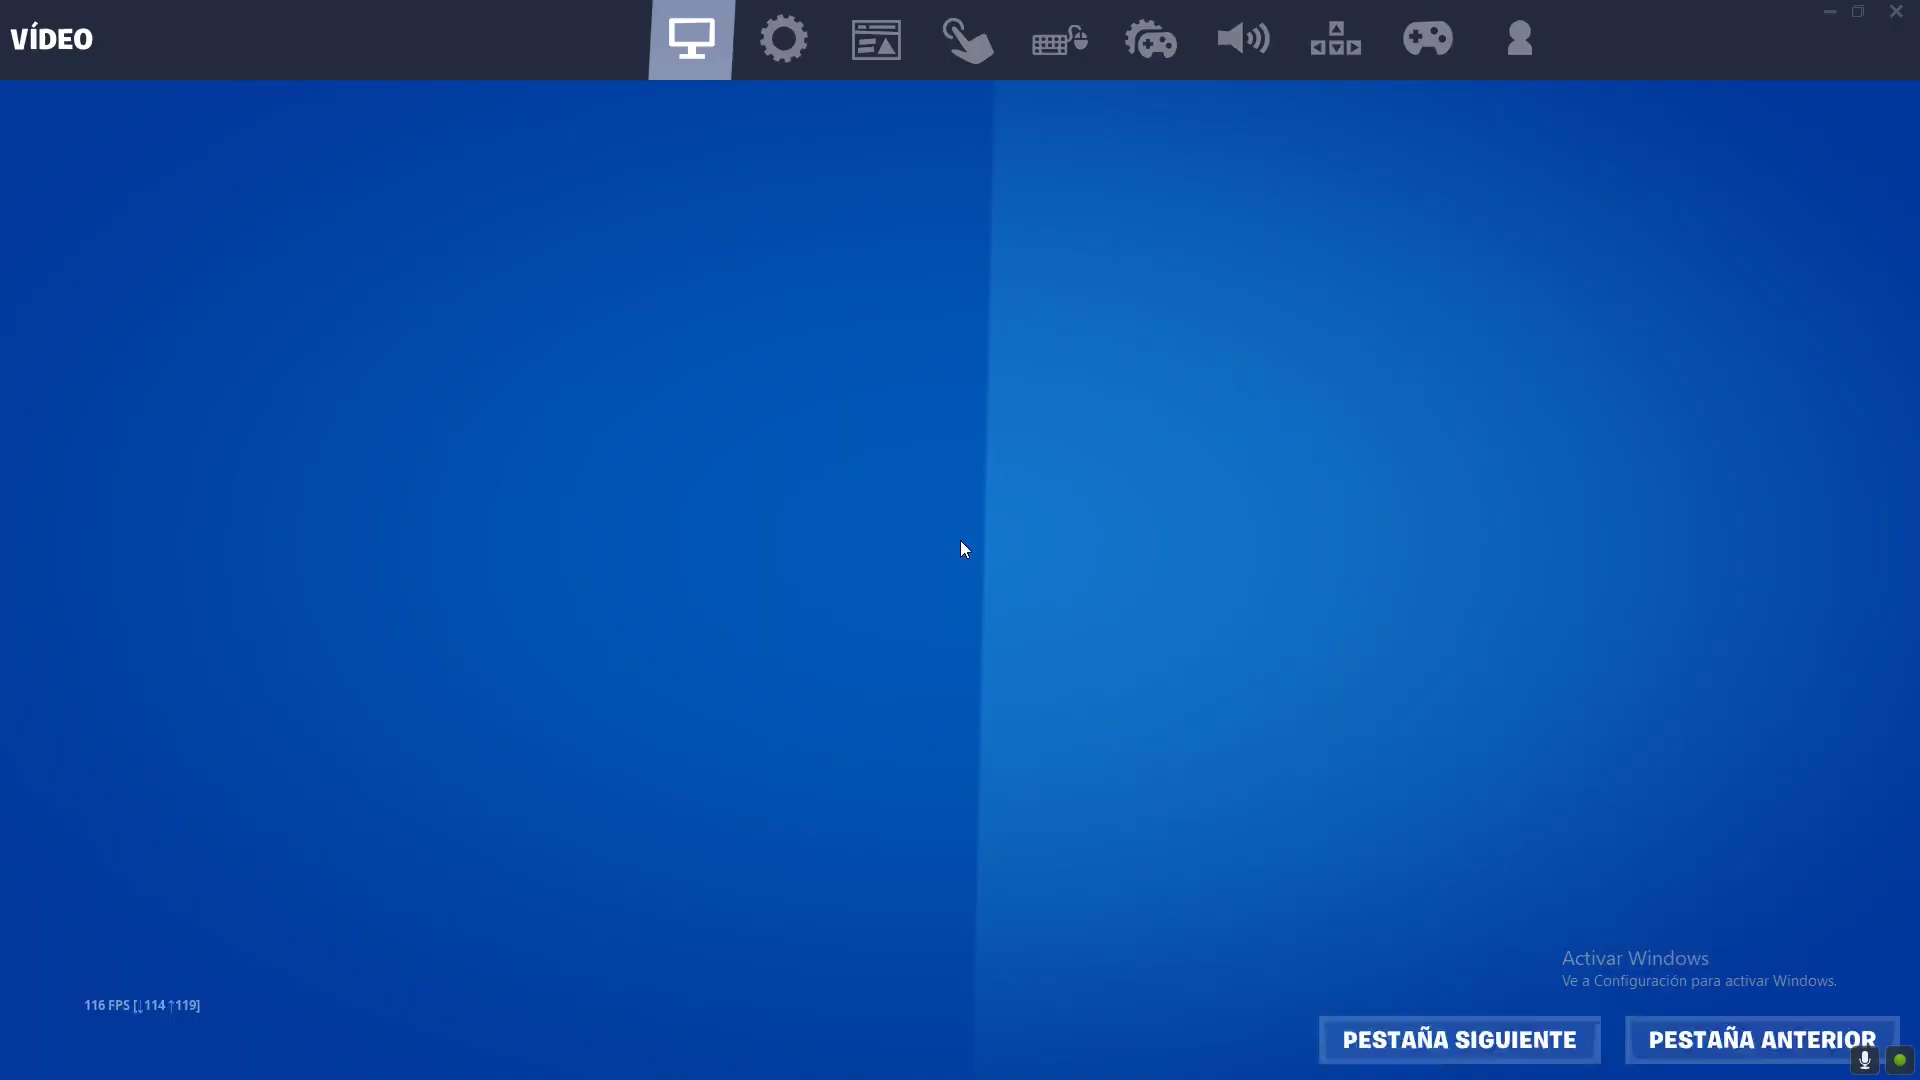 VÍDEO
Activar Windows
Ve a Configuración para activar Windows.
116 FPS [↓114 ↑119]
PESTAÑA SIGUIENTE
PESTAÑA ANTERIOR